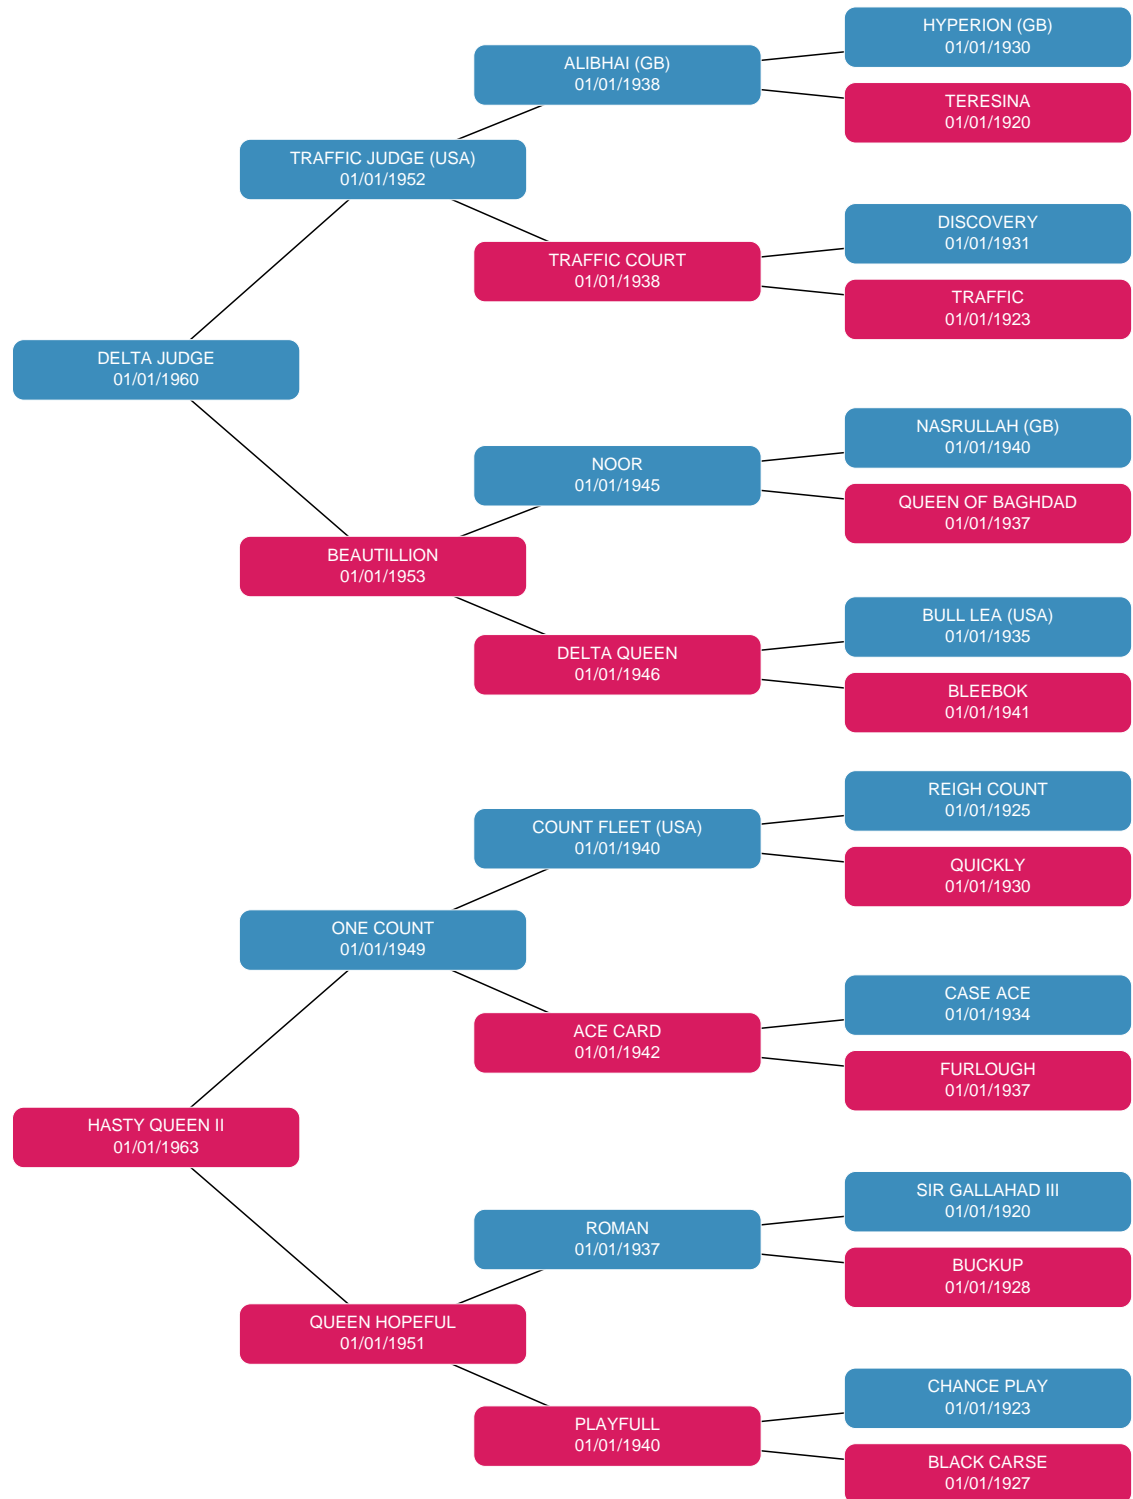 HYPERION (GB)
01/01/1930
ALIBHAI (GB)
01/01/1938
TERESINA
01/01/1920
TRAFFIC JUDGE (USA)
01/01/1952
DISCOVERY
01/01/1931
TRAFFIC COURT
01/01/1938
TRAFFIC
01/01/1923
DELTA JUDGE
01/01/1960
NASRULLAH (GB)
01/01/1940
NOOR
01/01/1945
QUEEN OF BAGHDAD
01/01/1937
BEAUTILLION
01/01/1953
BULL LEA (USA)
01/01/1935
DELTA QUEEN
01/01/1946
BLEEBOK
01/01/1941
REIGH COUNT
01/01/1925
COUNT FLEET (USA)
01/01/1940
QUICKLY
01/01/1930
ONE COUNT
01/01/1949
CASE ACE
01/01/1934
ACE CARD
01/01/1942
FURLOUGH
01/01/1937
HASTY QUEEN II
01/01/1963
SIR GALLAHAD III
01/01/1920
ROMAN
01/01/1937
BUCKUP
01/01/1928
QUEEN HOPEFUL
01/01/1951
CHANCE PLAY
01/01/1923
PLAYFULL
01/01/1940
BLACK CARSE
01/01/1927